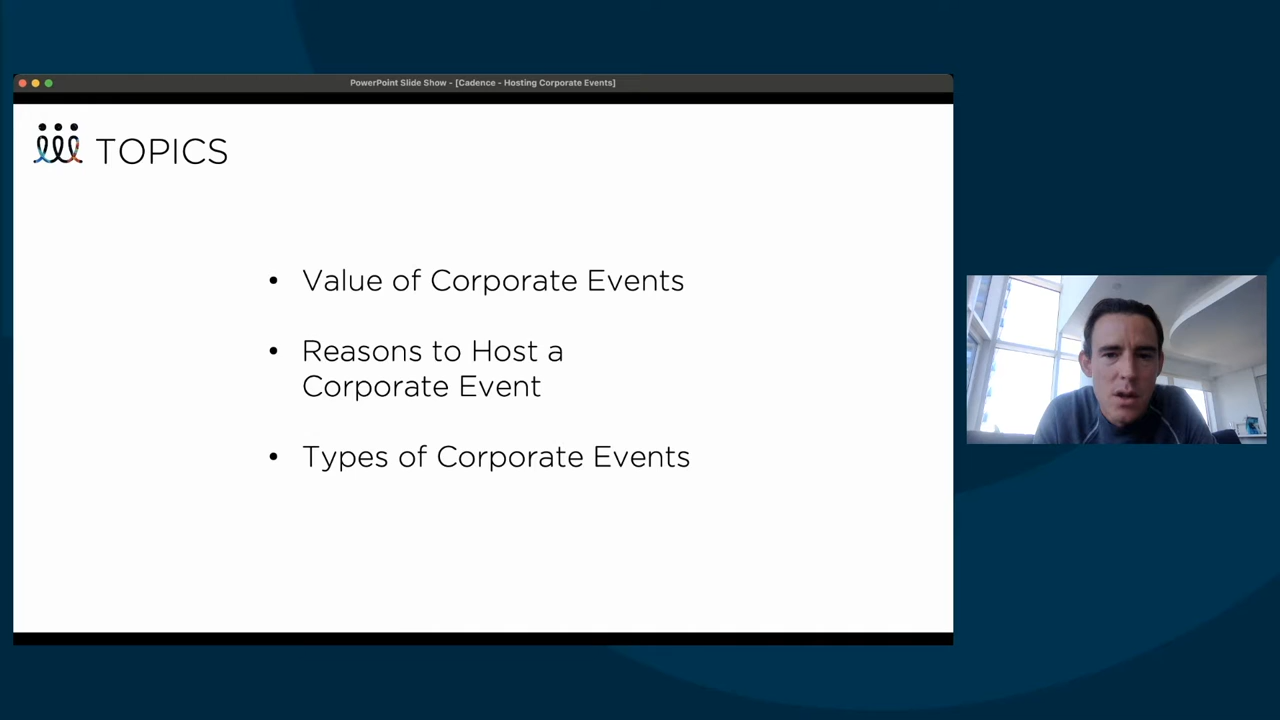 PowerPoint Slide Show - [Cadence - Hosting Corporate Events]
TOPICS
• Value of Corporate Events
• Reasons to Host a
Corporate Event
• Types of Corporate Events